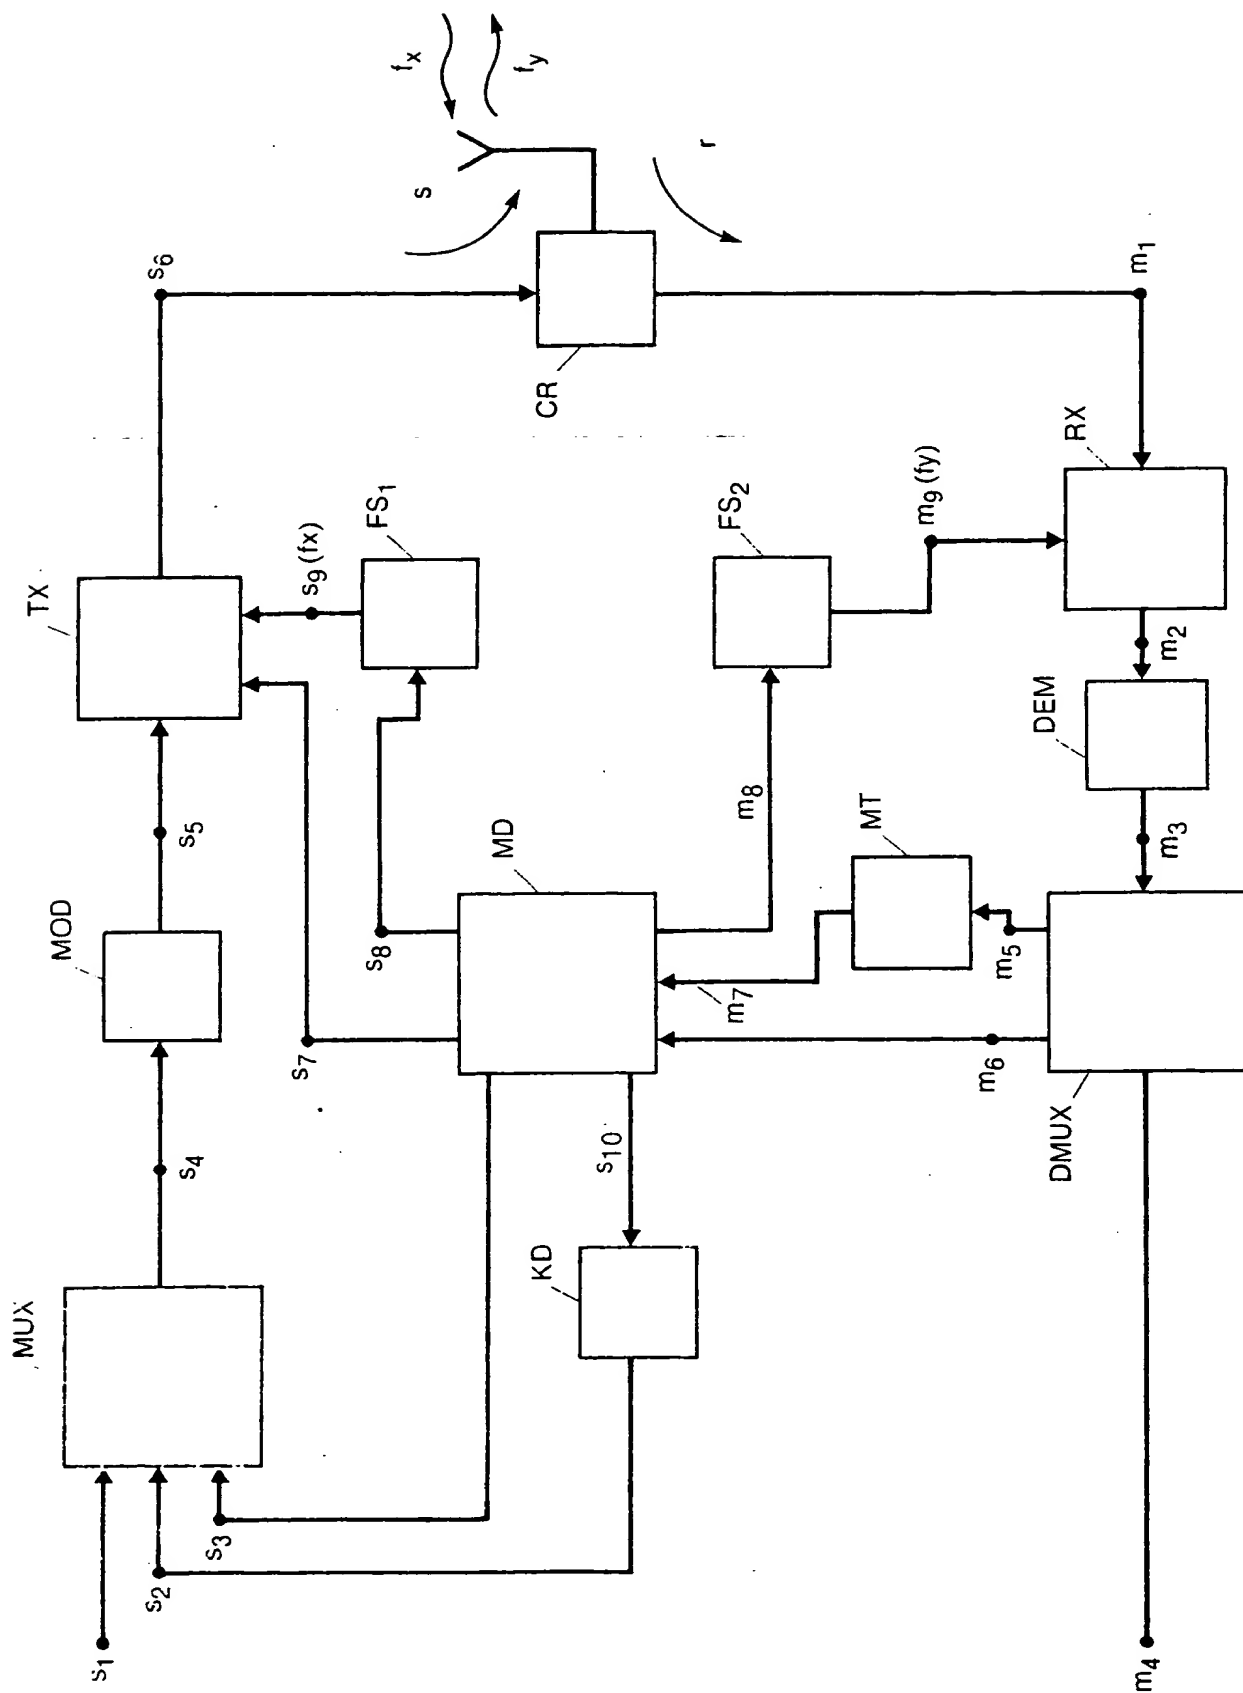 MUX
MOD
TX
s₁
s₂
s₃
s₄
s₅
s₆
s₇
s₈
s₉ (fx)
FS₁
s
fₓ
f_y
r
CR
KD
s₁₀
MD
m₈
FS₂
m₉ (fy)
RX
m₁
m₂
DEM
m₃
MT
m₅
m₇
m₆
DMUX
m₄